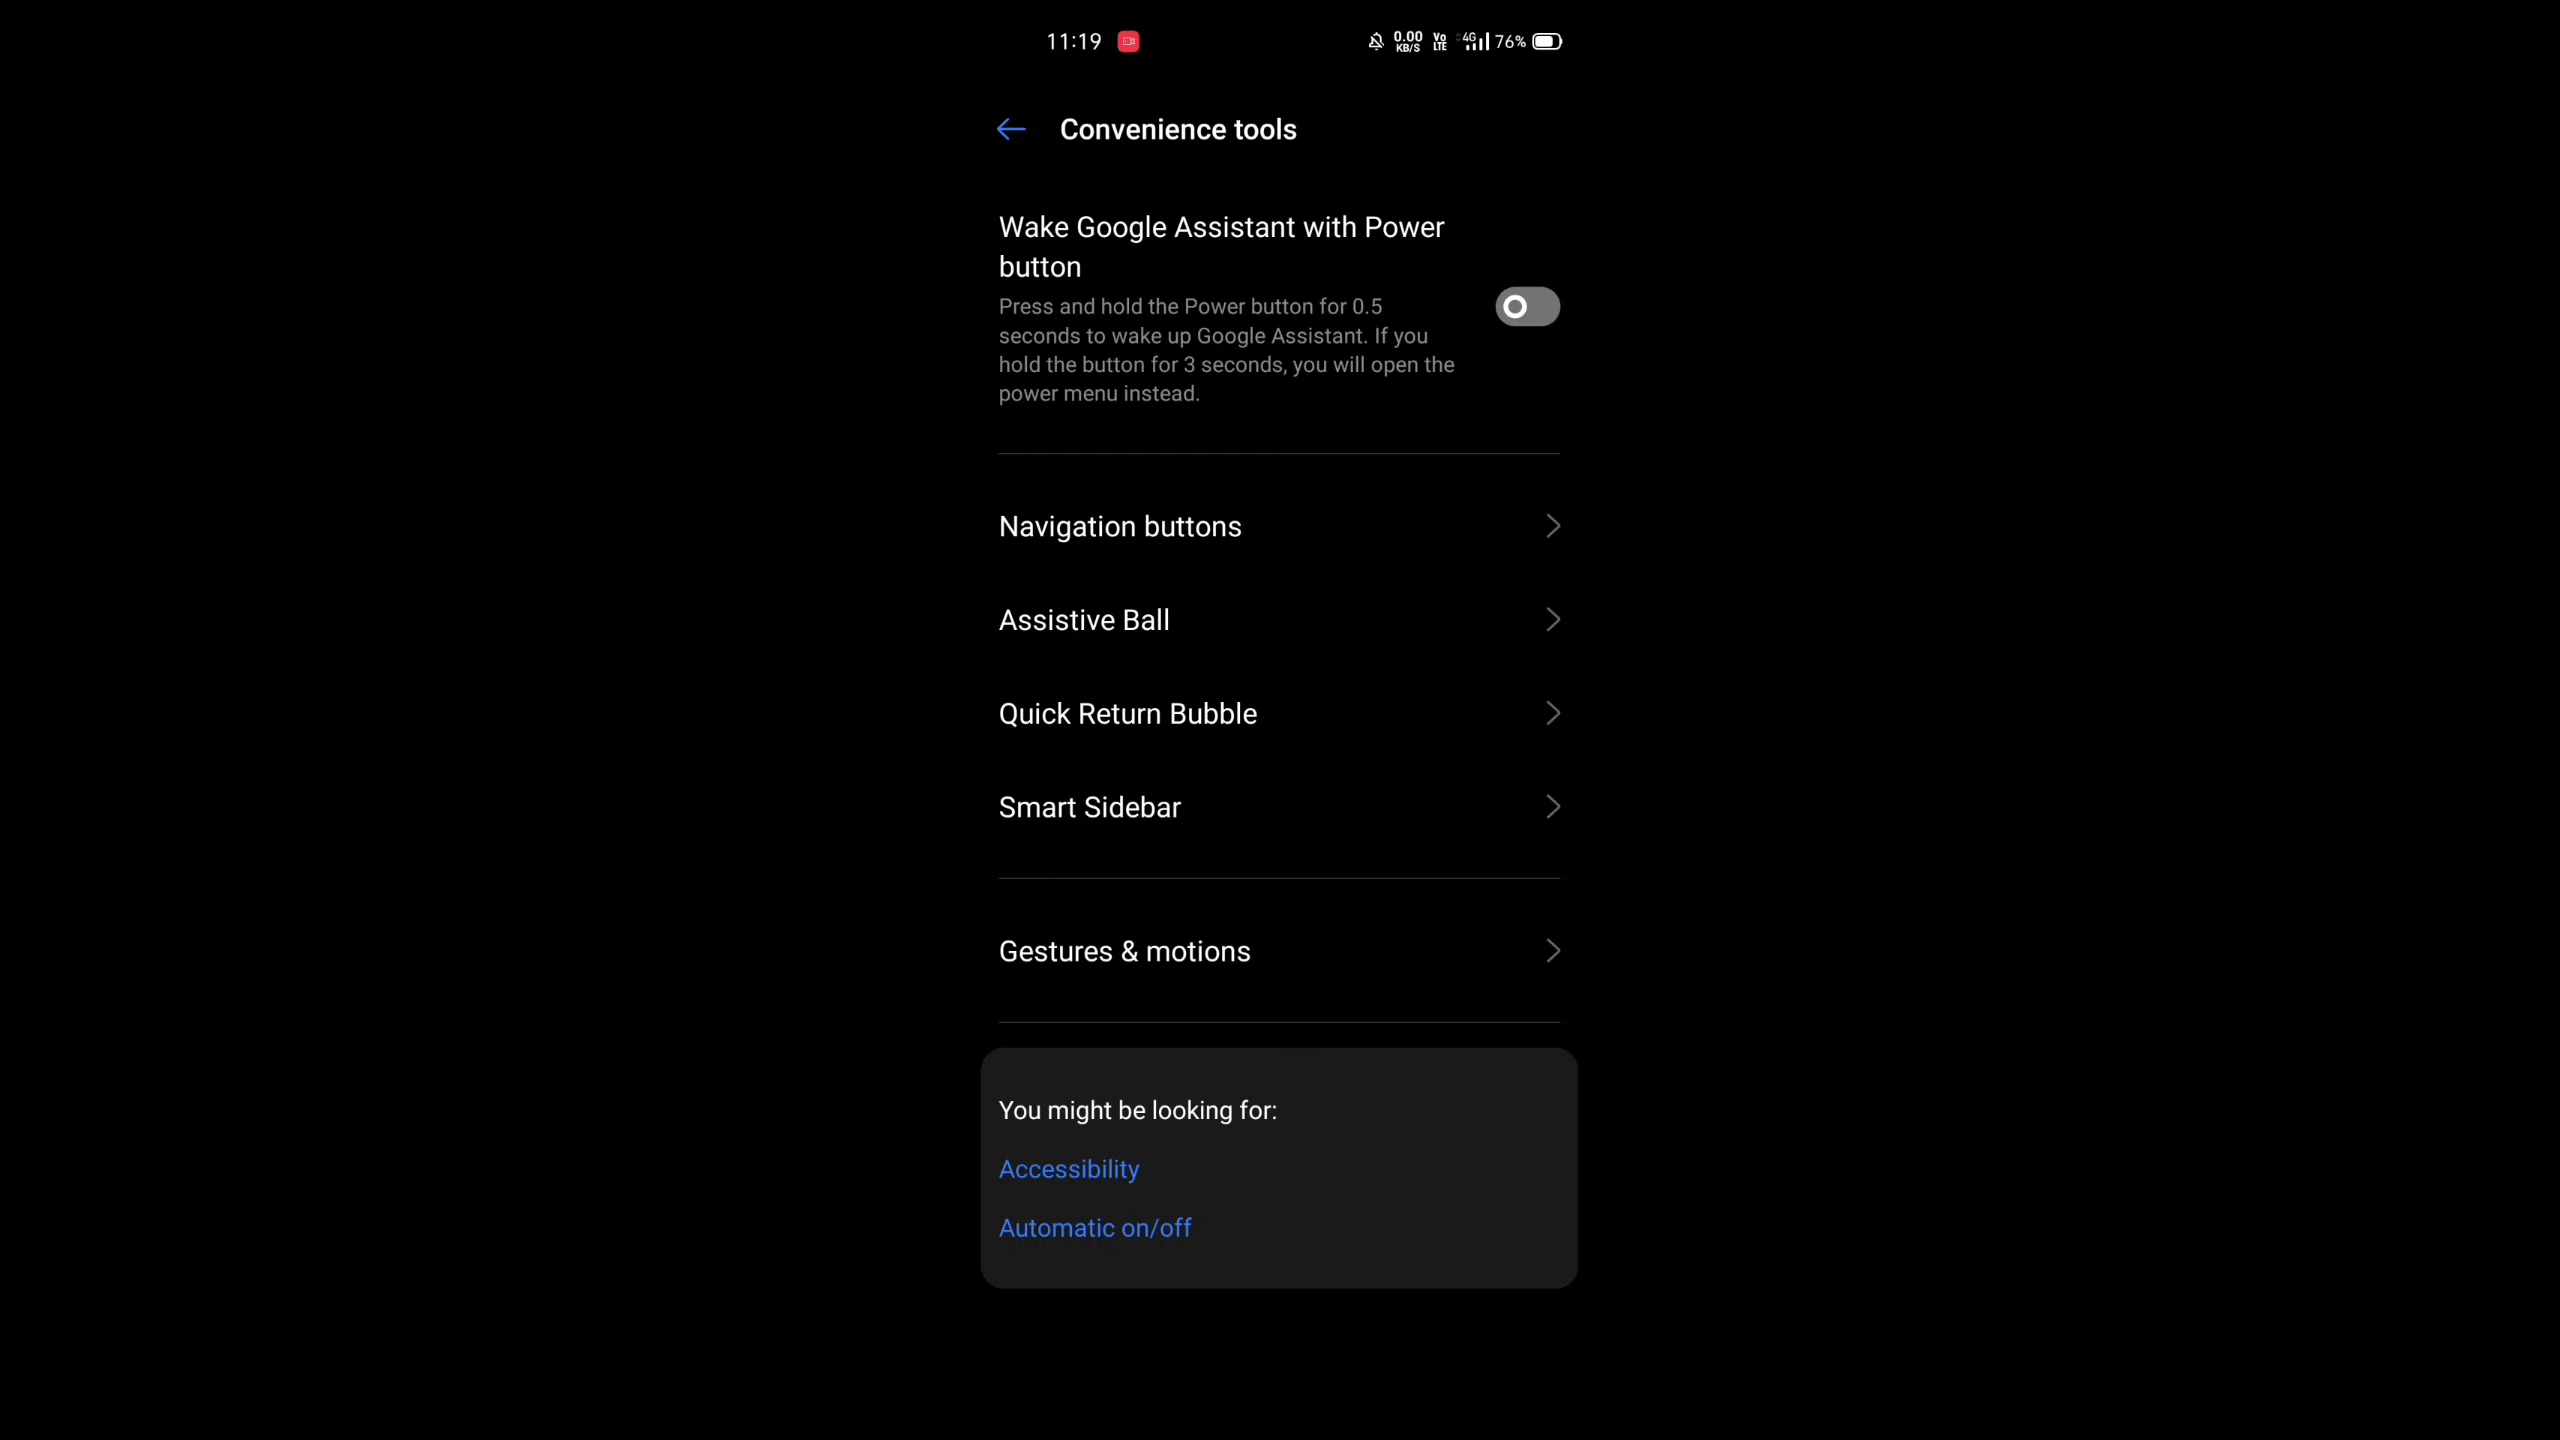 11:19 0.00 KB/S Vo LTE 4G 76%
Convenience tools
Wake Google Assistant with Power
button
Press and hold the Power button for 0.5
seconds to wake up Google Assistant. If you
hold the button for 3 seconds, you will open the
power menu instead.
Navigation buttons
Assistive Ball
Quick Return Bubble
Smart Sidebar
Gestures & motions
You might be looking for:
Accessibility
Automatic on/off